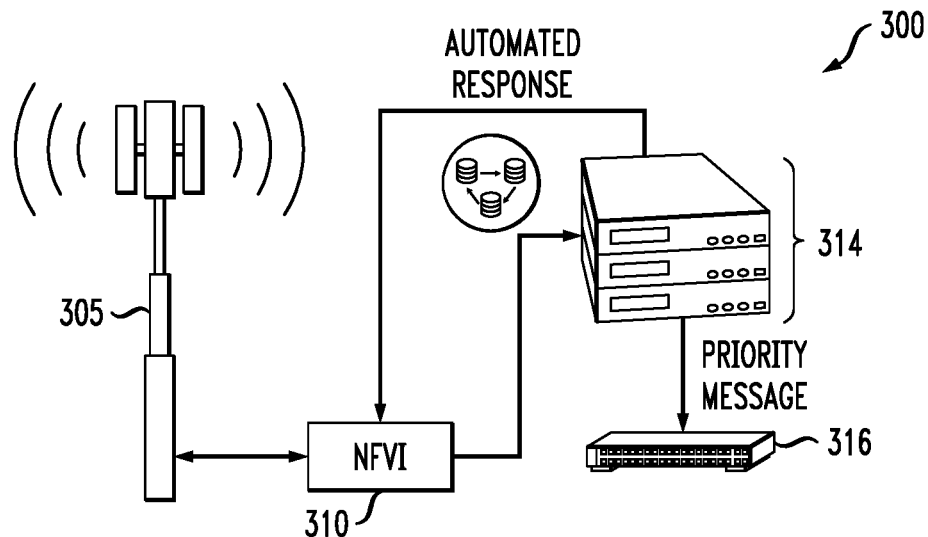 300
AUTOMATED
RESPONSE
314
305
PRIORITY
MESSAGE
316
NFVI
310